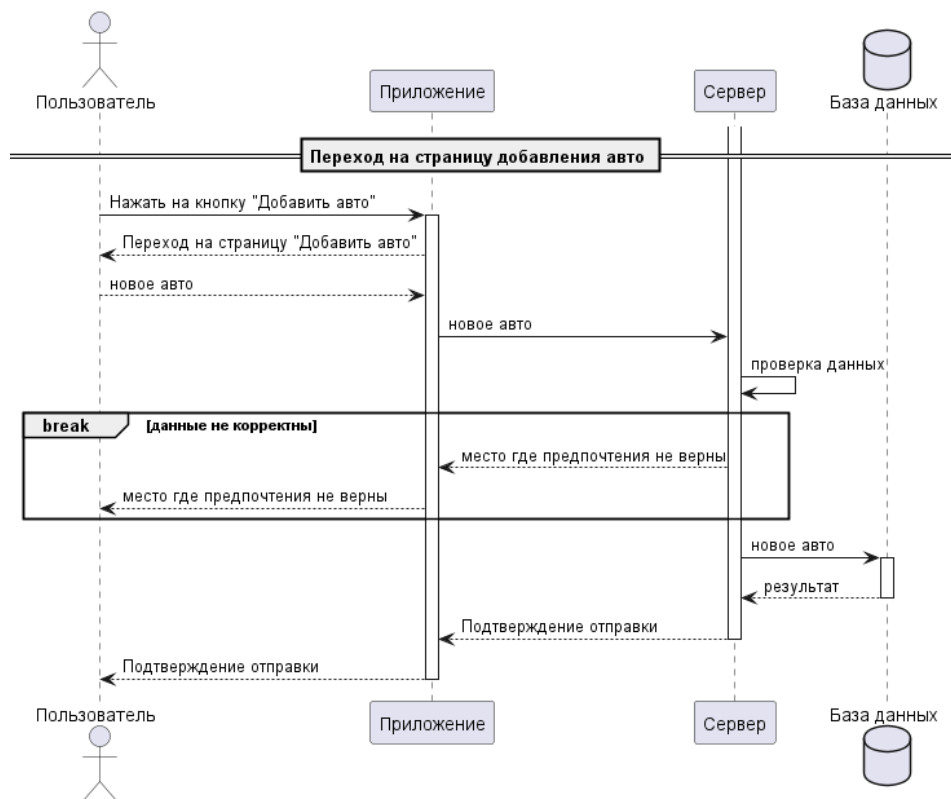 Пользователь
Приложение
Сервер
База данных
Переход на страницу добавления авто
Нажать на кнопку "Добавить авто"
Переход на страницу "Добавить авто"
новое авто
новое авто
проверка данных
break
[данные не корректны]
место где предпочтения не верны
место где предпочтения не верны
новое авто
результат
Подтверждение отправки
Подтверждение отправки
Пользователь
Приложение
Сервер
База данных